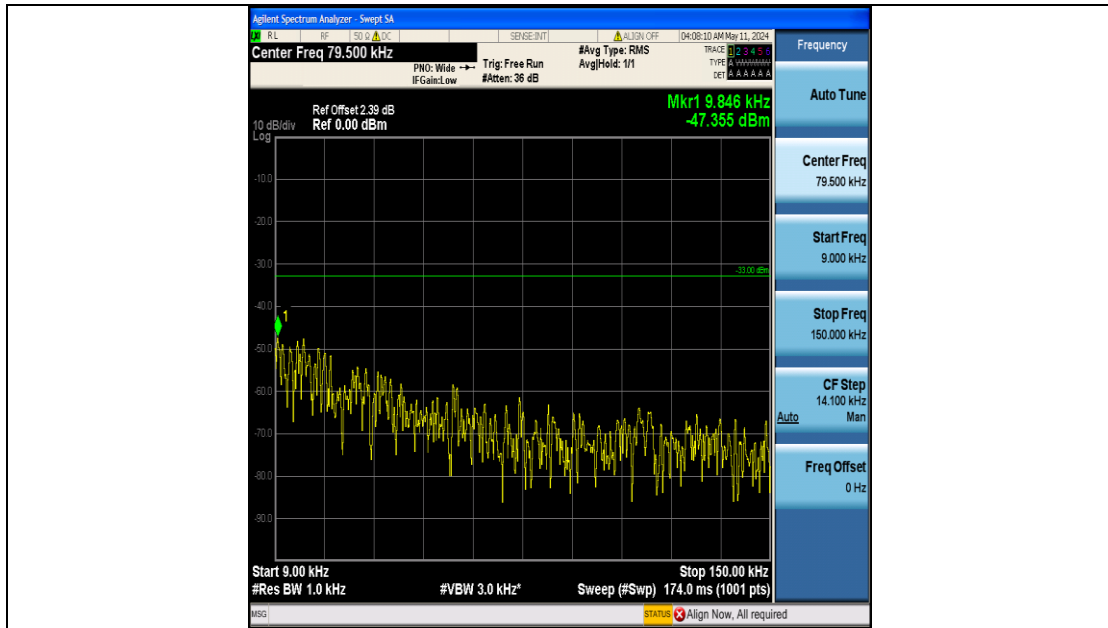 Agilent Spectrum Analyzer - Swept SA
RL RF 50 Ω DC SENSE:INT ALIGN OFF 04:08:10 AM May 11, 2024
Center Freq 79.500 kHz
PNO: Wide
IFGain:Low
Trig: Free Run
#Atten: 36 dB
#Avg Type: RMS
Avg|Hold: 1/1
TRACE 1 2 3 4 5 6
TYPE A WWWWW
DET A A A A A A
Ref Offset 2.39 dB
10 dB/div Ref 0.00 dBm
Log
Mkr1 9.846 kHz
-47.355 dBm
-10.0
-20.0
-30.0
-33.00 dBm
-40.0
1
-50.0
-60.0
-70.0
-80.0
-90.0
Start 9.00 kHz Stop 150.00 kHz
#Res BW 1.0 kHz #VBW 3.0 kHz* Sweep (#Swp) 174.0 ms (1001 pts)
MSG STATUS Align Now, All required
Frequency
Auto Tune
Center Freq
79.500 kHz
Start Freq
9.000 kHz
Stop Freq
150.000 kHz
CF Step
14.100 kHz
Auto Man
Freq Offset
0 Hz